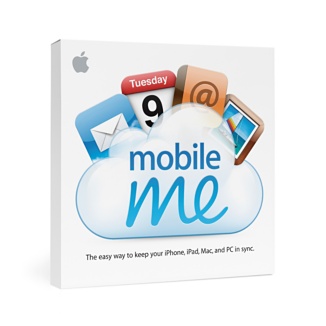 Tuesday
9
@
mobile
me
The easy way to keep your iPhone, iPad, Mac, and PC in sync.